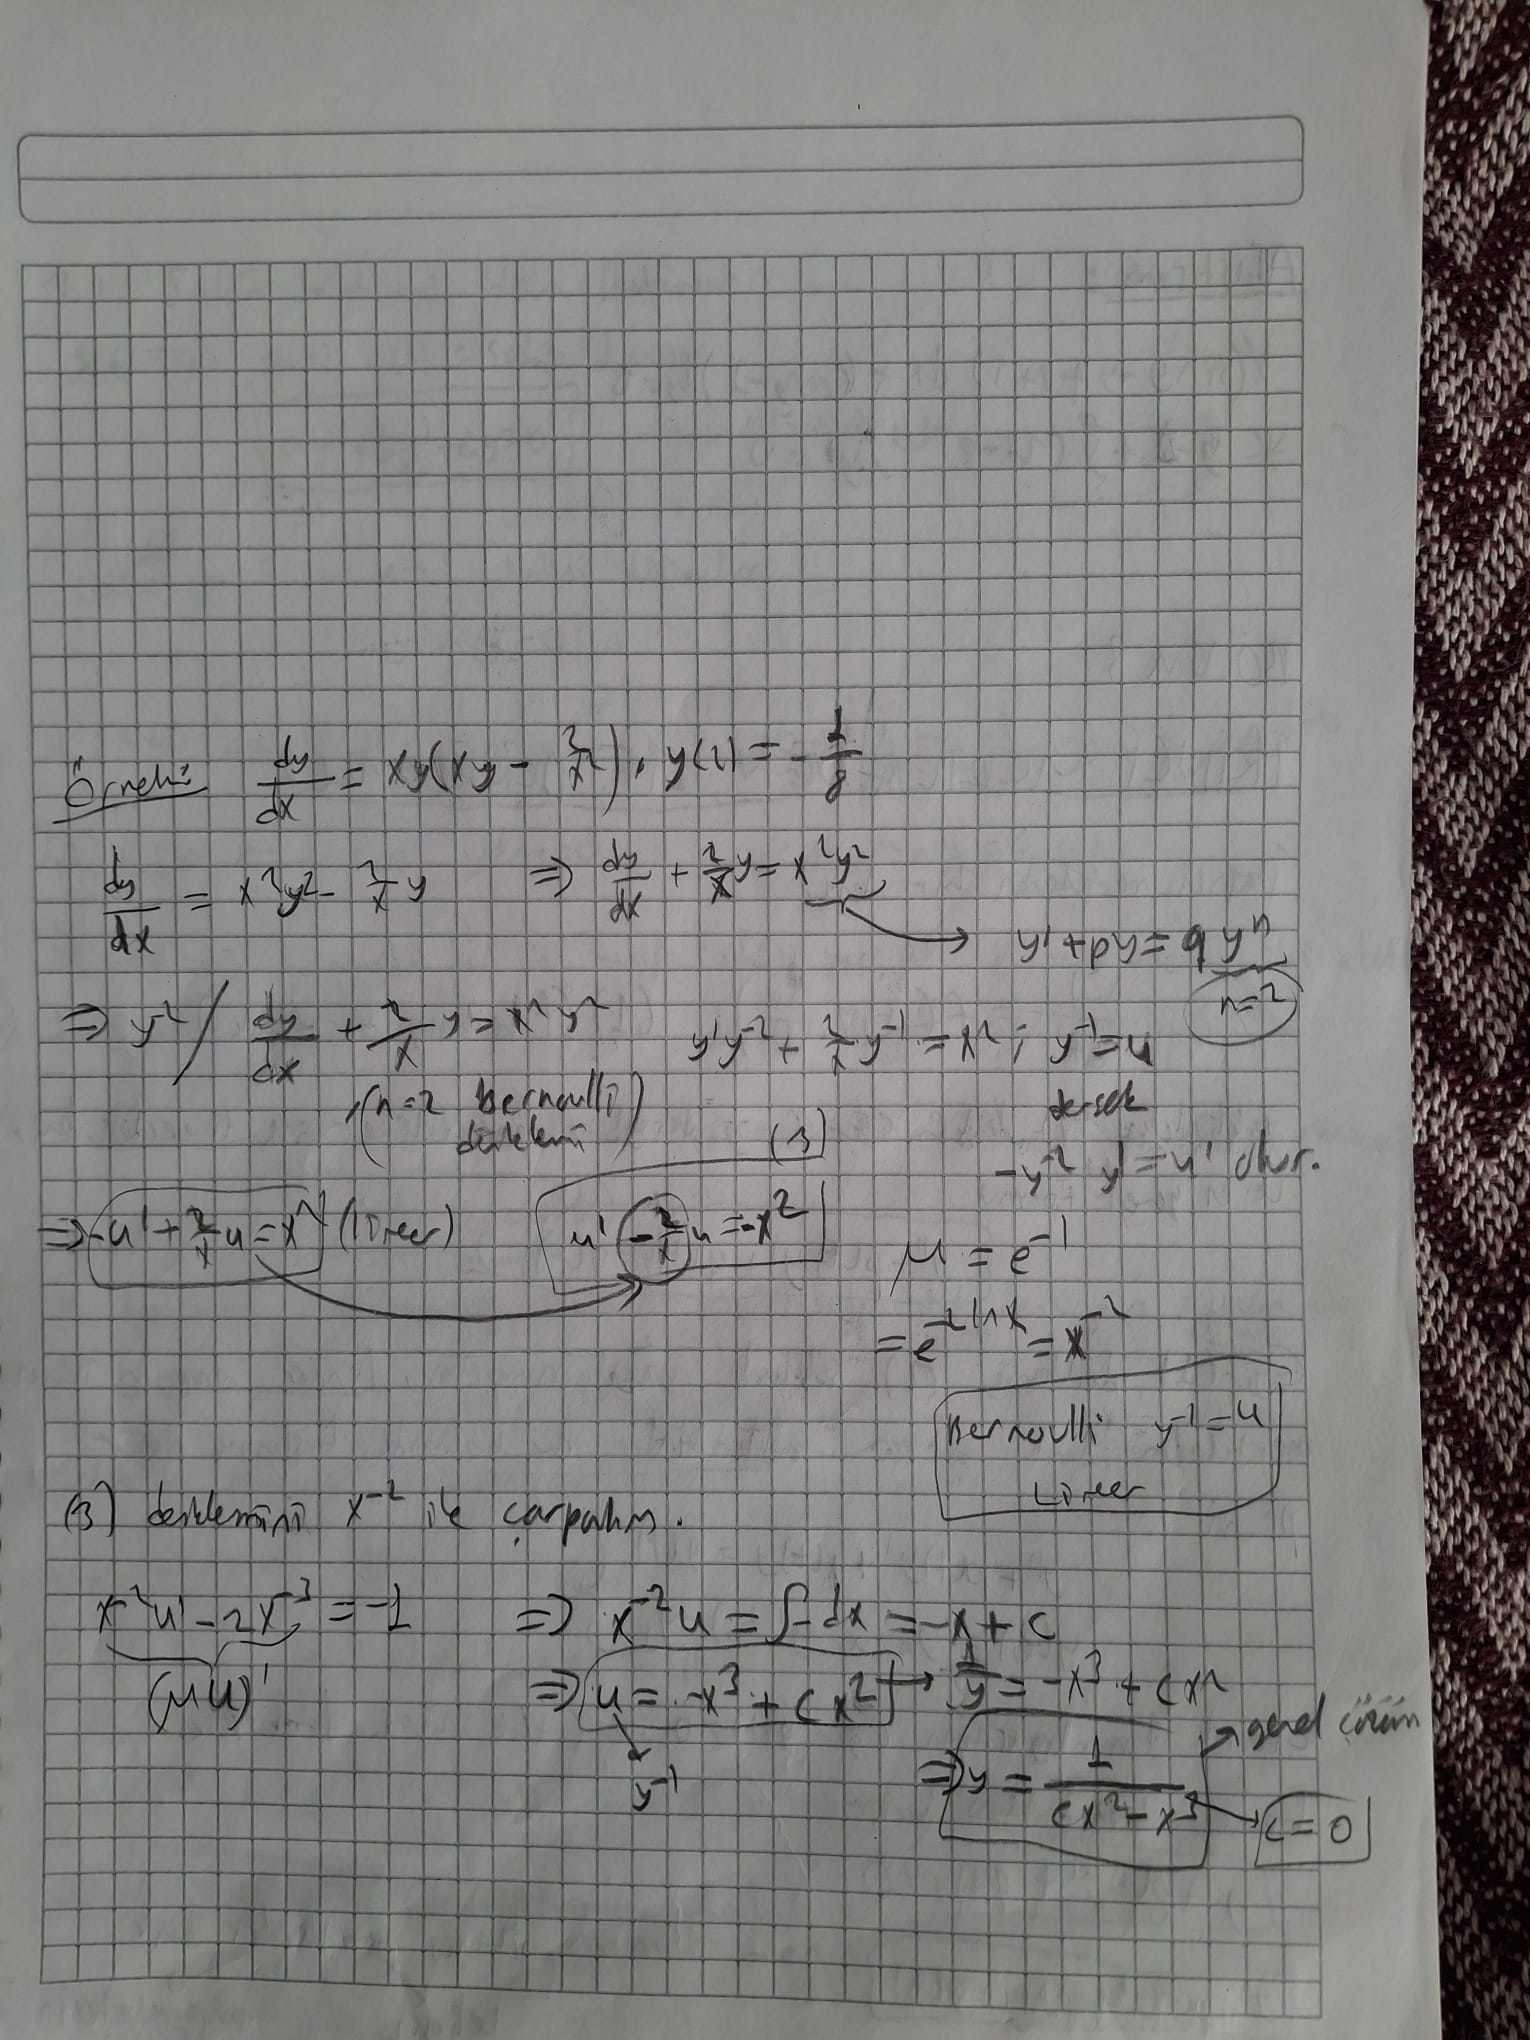 Örnek: dy/dx = xy(xy - 2/x²), y(2) = -1/8
dy/dx = x²y² - 2/x y ⇒ dy/dx + 2/x y = x²y²
y' + py = q yⁿ
n=2
⇒ y⁻² / dy/dx + 2/x y = x² y² y'y⁻² + 2/x y⁻¹ = x² ; y⁻¹ = u
(n=2 bernoulli dersek
denklemi) (3) -y⁻² y' = u' olur.
⇒ -u' + 2/x u = x² (lineer) u' - 2/x u = -x²
μ = e⁻¹
= e⁻²ˡⁿˣ = x⁻²
Bernoulli y⁻¹ = u
Lineer
(3) denklemini x⁻² ile çarpalım.
x⁻²u' - 2x⁻³ = -1 ⇒ x⁻²u = ∫-dx = -x + c
(μu)' ⇒ u = -x³ + cx² → 1/y = -x³ + cx²
y⁻¹ ⇒ y = 1/(cx² - x³) → genel çözüm
c = 0